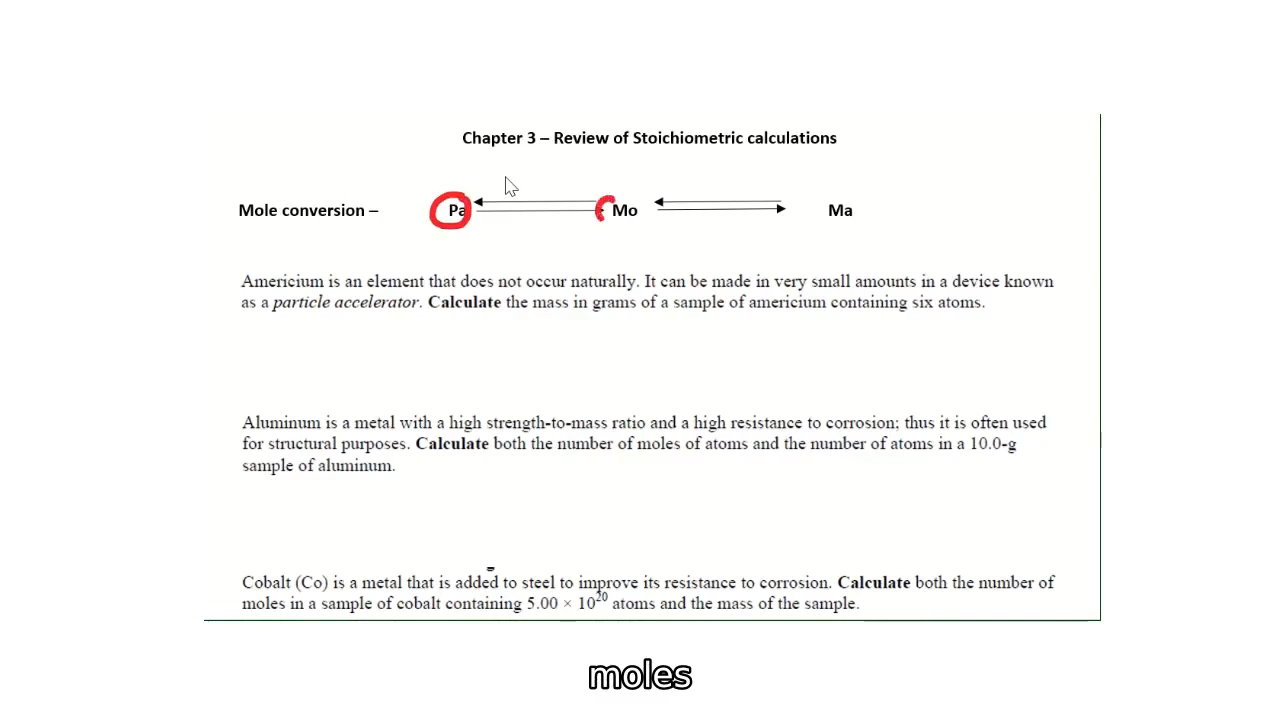 Chapter 3 – Review of Stoichiometric calculations
Mole conversion – Pa Mo Ma
Americium is an element that does not occur naturally. It can be made in very small amounts in a device known
as a particle accelerator. Calculate the mass in grams of a sample of americium containing six atoms.
Aluminum is a metal with a high strength-to-mass ratio and a high resistance to corrosion; thus it is often used
for structural purposes. Calculate both the number of moles of atoms and the number of atoms in a 10.0-g
sample of aluminum.
Cobalt (Co) is a metal that is added to steel to improve its resistance to corrosion. Calculate both the number of
moles in a sample of cobalt containing 5.00 × 10²⁰ atoms and the mass of the sample.
moles